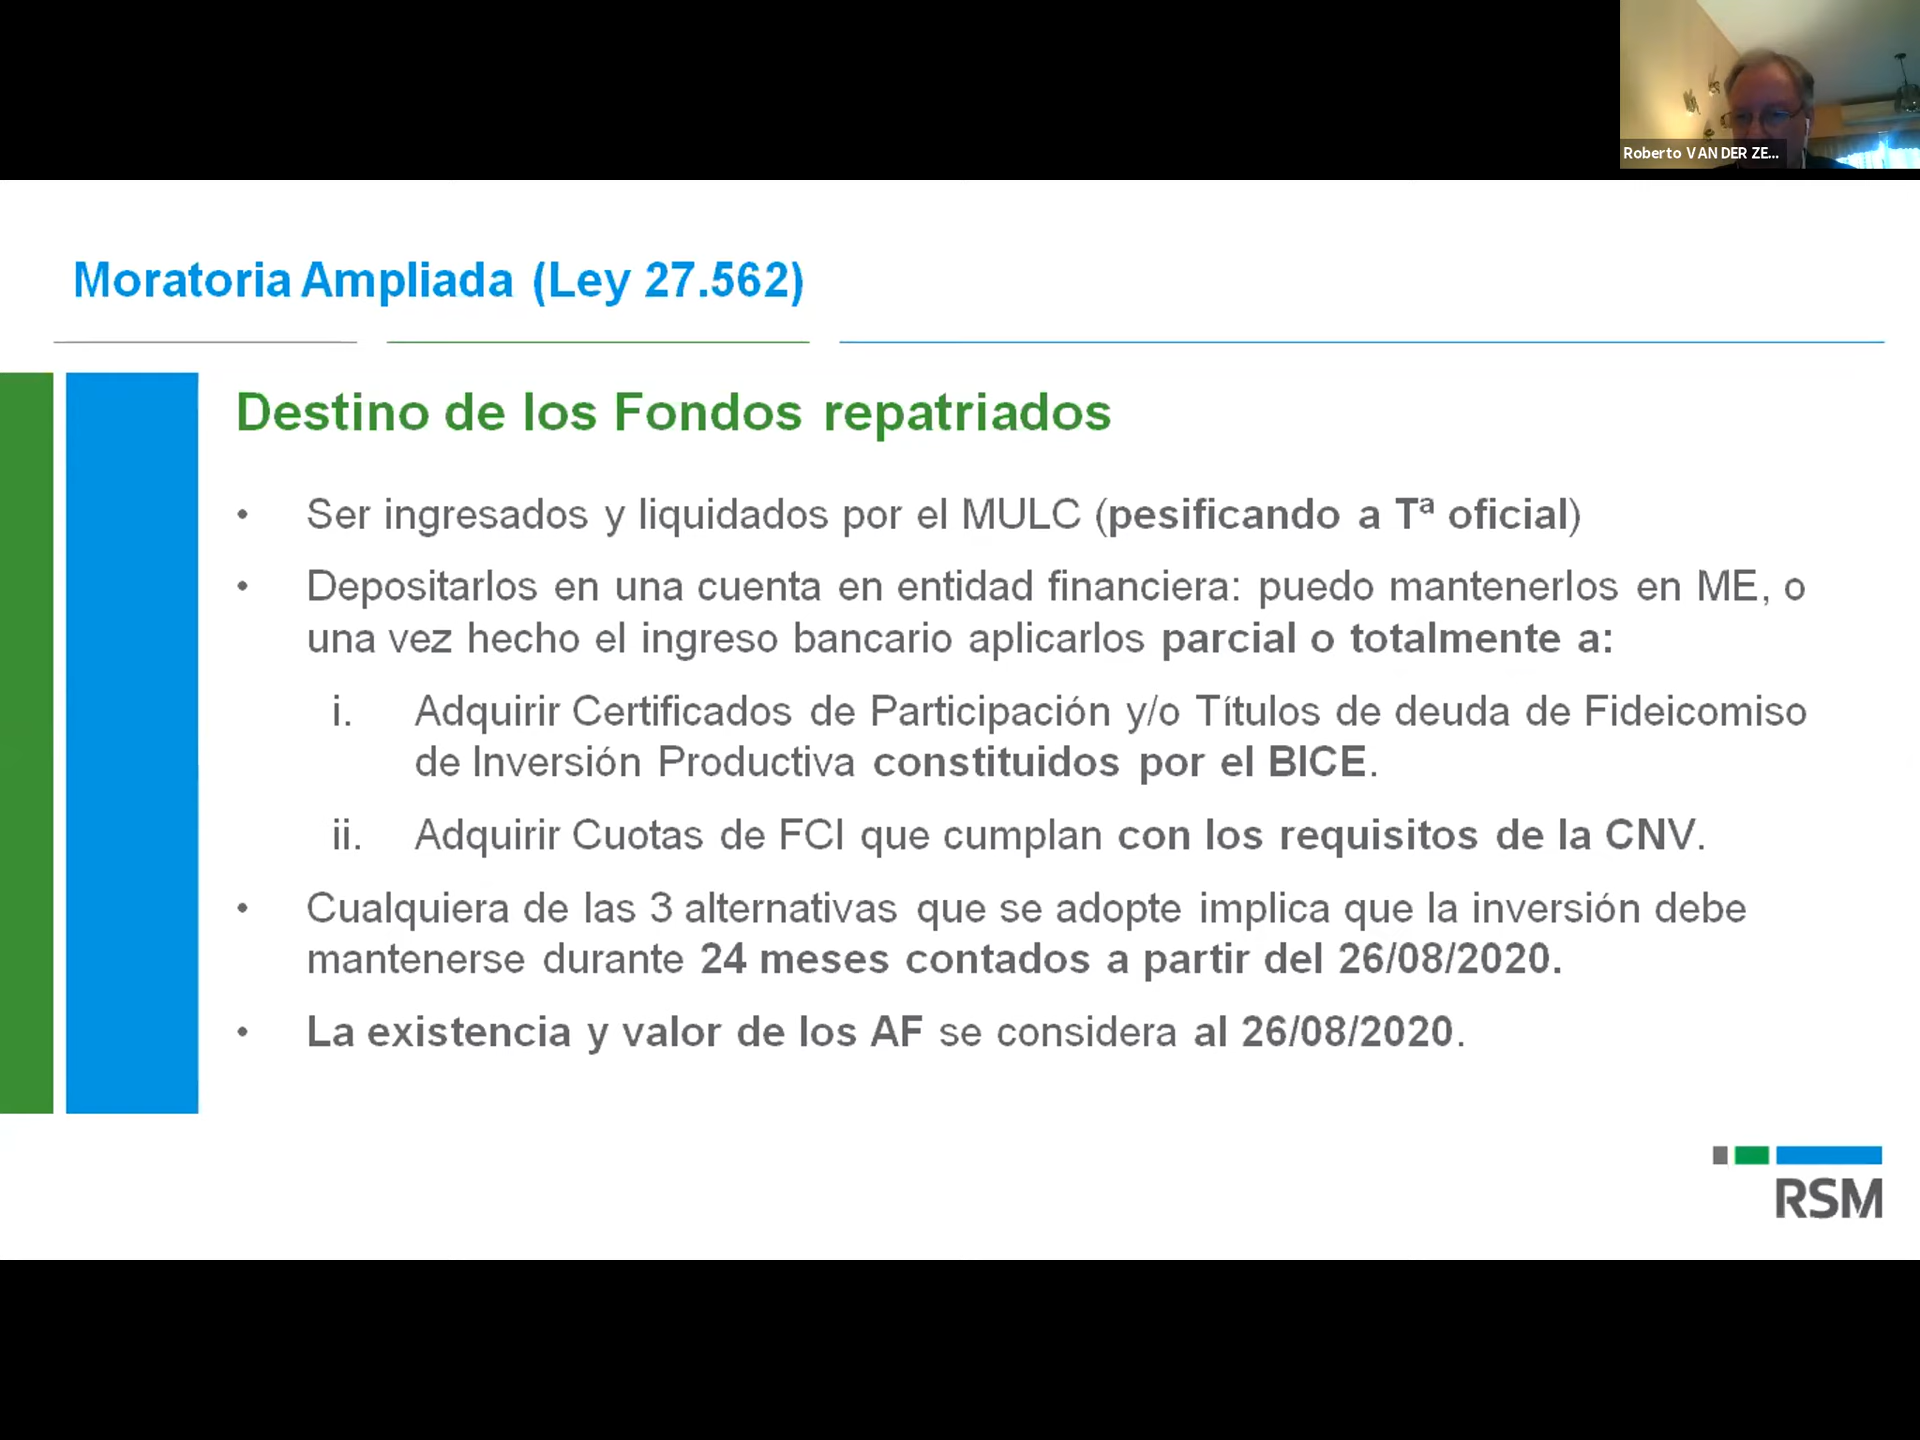 Roberto VAN DER ZE...
Moratoria Ampliada (Ley 27.562)
Destino de los Fondos repatriados
• Ser ingresados y liquidados por el MULC (pesificando a Tª oficial)
• Depositarlos en una cuenta en entidad financiera: puedo mantenerlos en ME, o
una vez hecho el ingreso bancario aplicarlos parcial o totalmente a:
i. Adquirir Certificados de Participación y/o Títulos de deuda de Fideicomiso
de Inversión Productiva constituidos por el BICE.
ii. Adquirir Cuotas de FCI que cumplan con los requisitos de la CNV.
• Cualquiera de las 3 alternativas que se adopte implica que la inversión debe
mantenerse durante 24 meses contados a partir del 26/08/2020.
• La existencia y valor de los AF se considera al 26/08/2020.
RSM